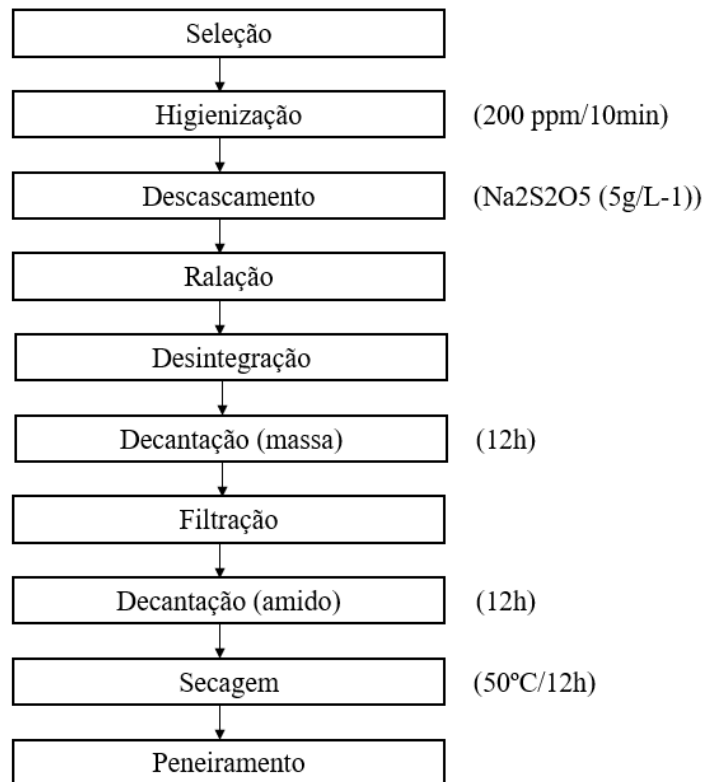 Seleção
Higienização (200 ppm/10min)
Descascamento (Na2S2O5 (5g/L-1))
Ralação
Desintegração
Decantação (massa) (12h)
Filtração
Decantação (amido) (12h)
Secagem (50ºC/12h)
Peneiramento